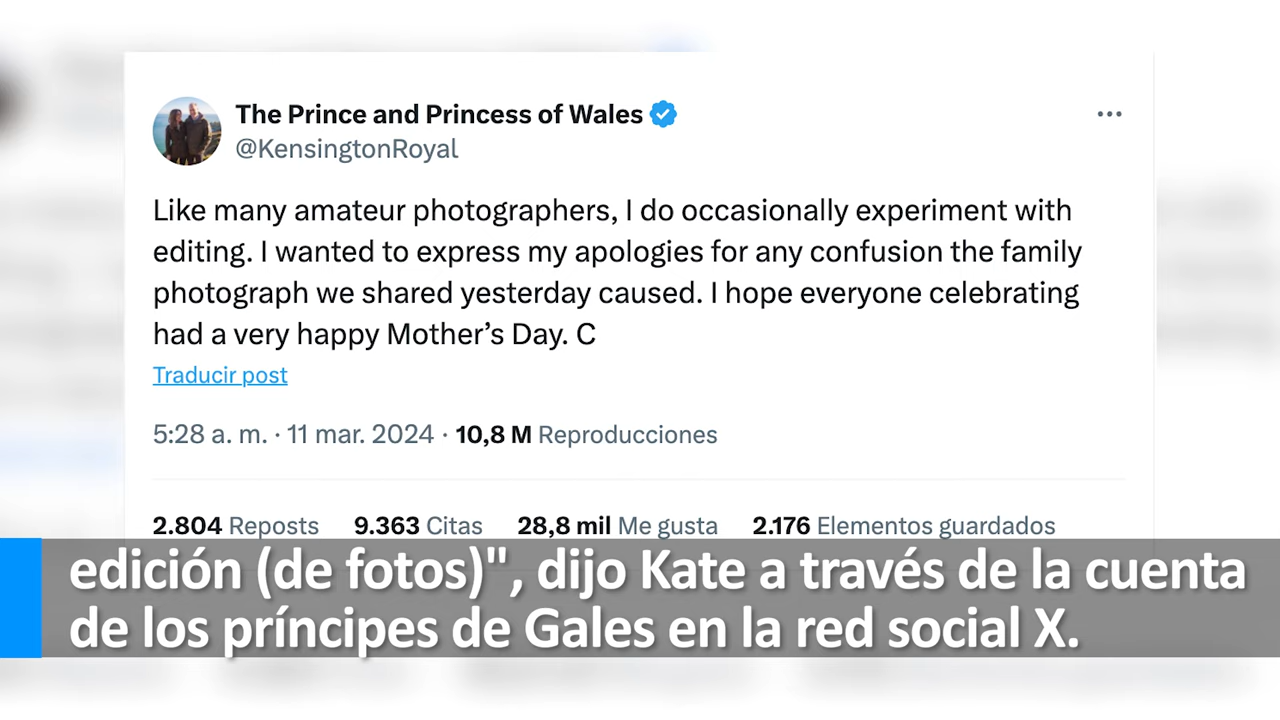 The Prince and Princess of Wales
@KensingtonRoyal
Like many amateur photographers, I do occasionally experiment with
editing. I wanted to express my apologies for any confusion the family
photograph we shared yesterday caused. I hope everyone celebrating
had a very happy Mother’s Day. C
Traducir post
5:28 a. m. · 11 mar. 2024 · 10,8 M Reproducciones
2.804 Reposts 9.363 Citas 28,8 mil Me gusta 2.176 Elementos guardados
edición (de fotos)", dijo Kate a través de la cuenta
de los príncipes de Gales en la red social X.